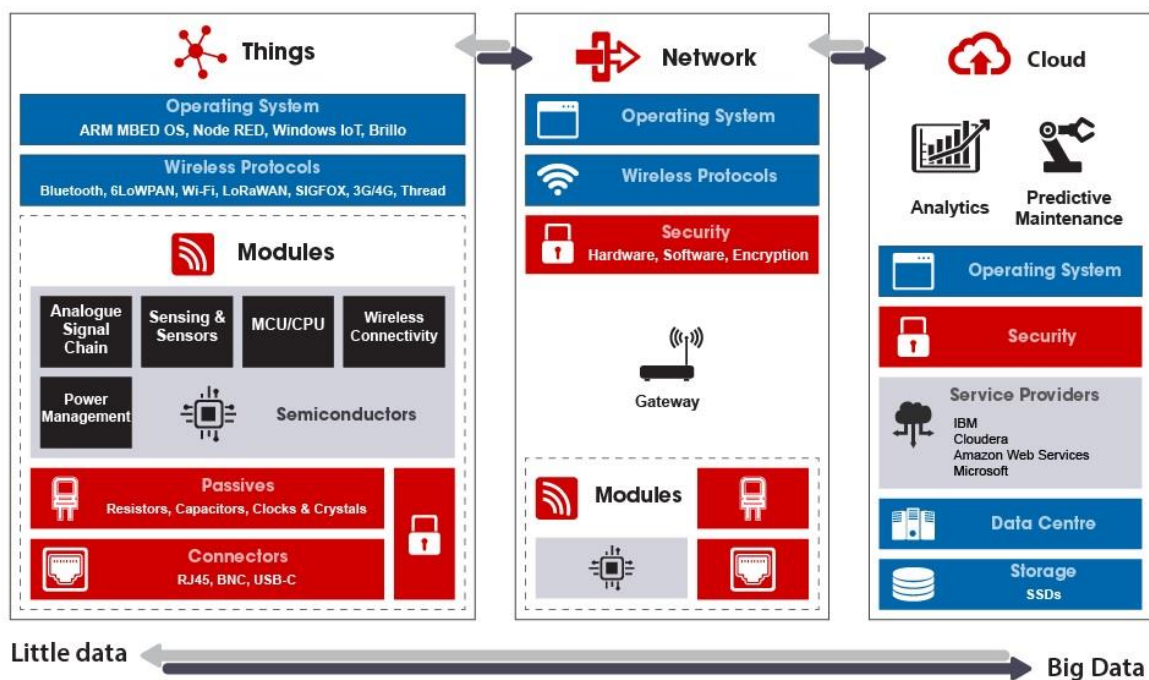 Things
Operating System
ARM MBED OS, Node RED, Windows IoT, Brillo
Wireless Protocols
Bluetooth, 6LoWPAN, Wi-Fi, LoRaWAN, SIGFOX, 3G/4G, Thread
Modules
Analogue
Signal
Chain
Sensing &
Sensors
MCU/CPU
Wireless
Connectivity
Power
Management
Semiconductors
Passives
Resistors, Capacitors, Clocks & Crystals
Connectors
RJ45, BNC, USB-C
Network
Operating System
Wireless Protocols
Security
Hardware, Software, Encryption
Gateway
Modules
Cloud
Analytics
Predictive
Maintenance
Operating System
Security
Service Providers
IBM
Cloudera
Amazon Web Services
Microsoft
Data Centre
Storage
SSDs
Little data
Big Data